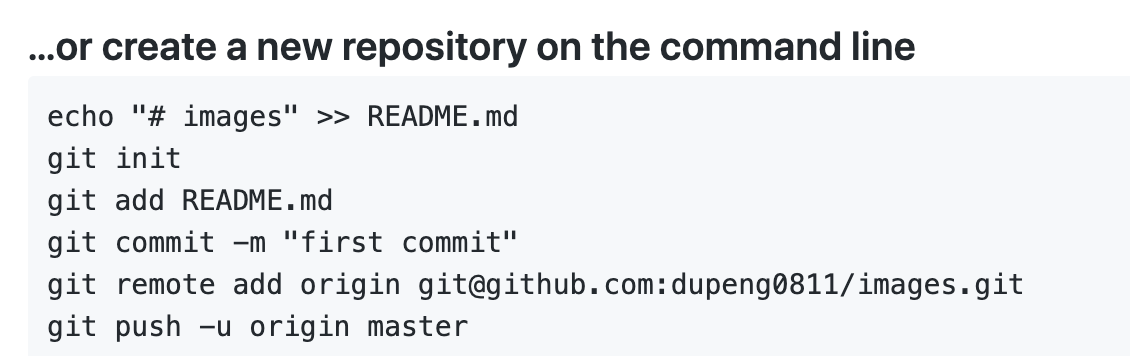 …or create a new repository on the command line
echo "# images" >> README.md
git init
git add README.md
git commit -m "first commit"
git remote add origin git@github.com:dupeng0811/images.git
git push -u origin master